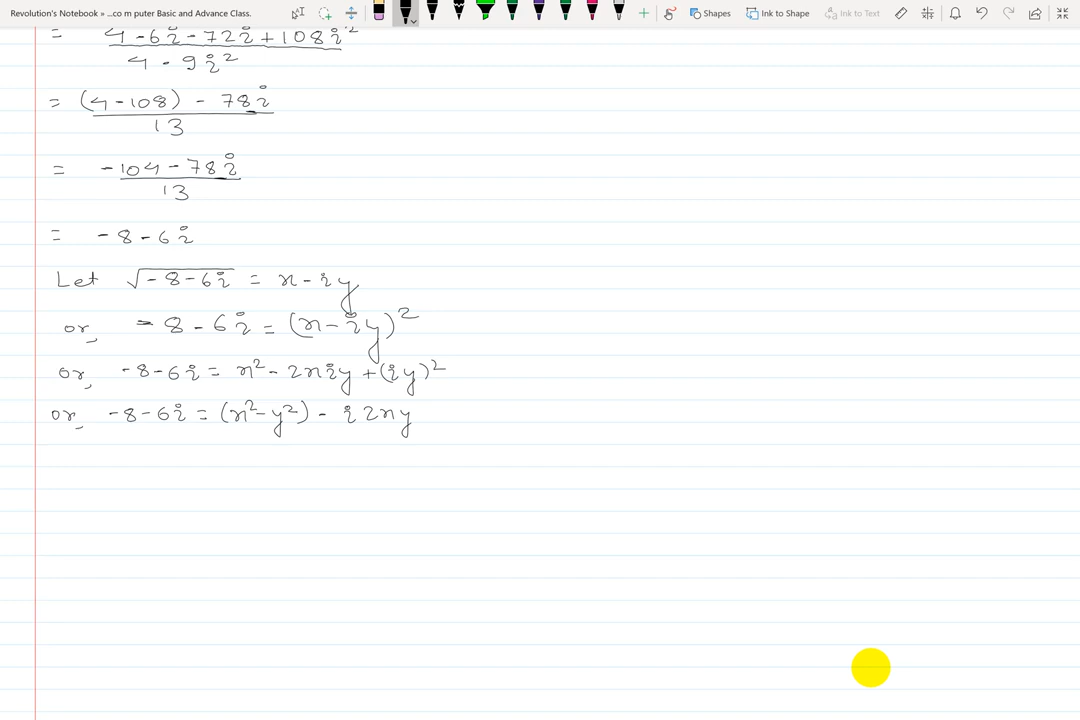 Revolution's Notebook » ...co m puter Basic and Advance Class.
Shapes
Ink to Shape
Ink to Text
= 4 - 6i - 72i + 108i²
4 - 9i²
= (4 - 108) - 78i
13
= -104 - 78i
13
= -8 - 6i
Let √-8-6i = x - iy
or, -8 - 6i = (x - iy)²
or, -8-6i = x² - 2xiy + (iy)²
or, -8-6i = (x²-y²) - i2xy